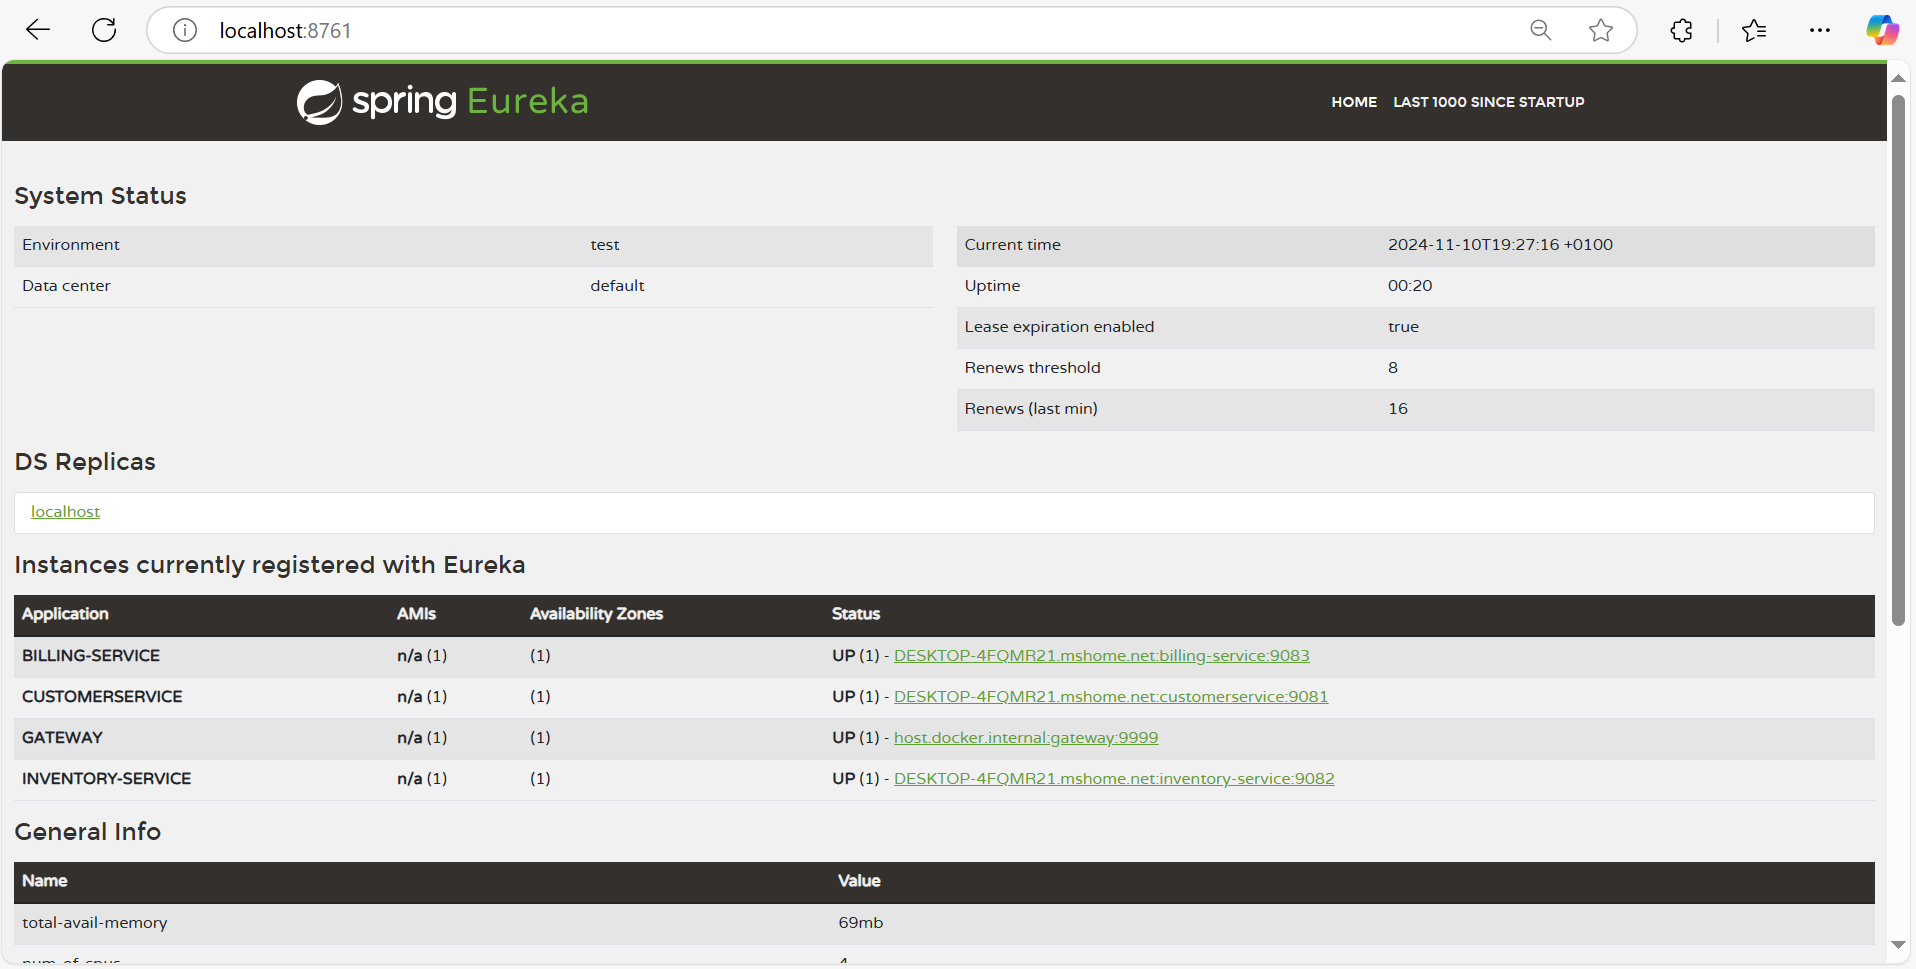 localhost:8761
spring Eureka
HOME LAST 1000 SINCE STARTUP
System Status
Environment test
Data center default
Current time 2024-11-10T19:27:16 +0100
Uptime 00:20
Lease expiration enabled true
Renews threshold 8
Renews (last min) 16
DS Replicas
localhost
Instances currently registered with Eureka
Application AMIs Availability Zones Status
BILLING-SERVICE n/a (1) (1) UP (1) - DESKTOP-4FQMR21.mshome.net:billing-service:9083
CUSTOMERSERVICE n/a (1) (1) UP (1) - DESKTOP-4FQMR21.mshome.net:customerservice:9081
GATEWAY n/a (1) (1) UP (1) - host.docker.internal:gateway:9999
INVENTORY-SERVICE n/a (1) (1) UP (1) - DESKTOP-4FQMR21.mshome.net:inventory-service:9082
General Info
Name Value
total-avail-memory 69mb
num-of-cpus 4